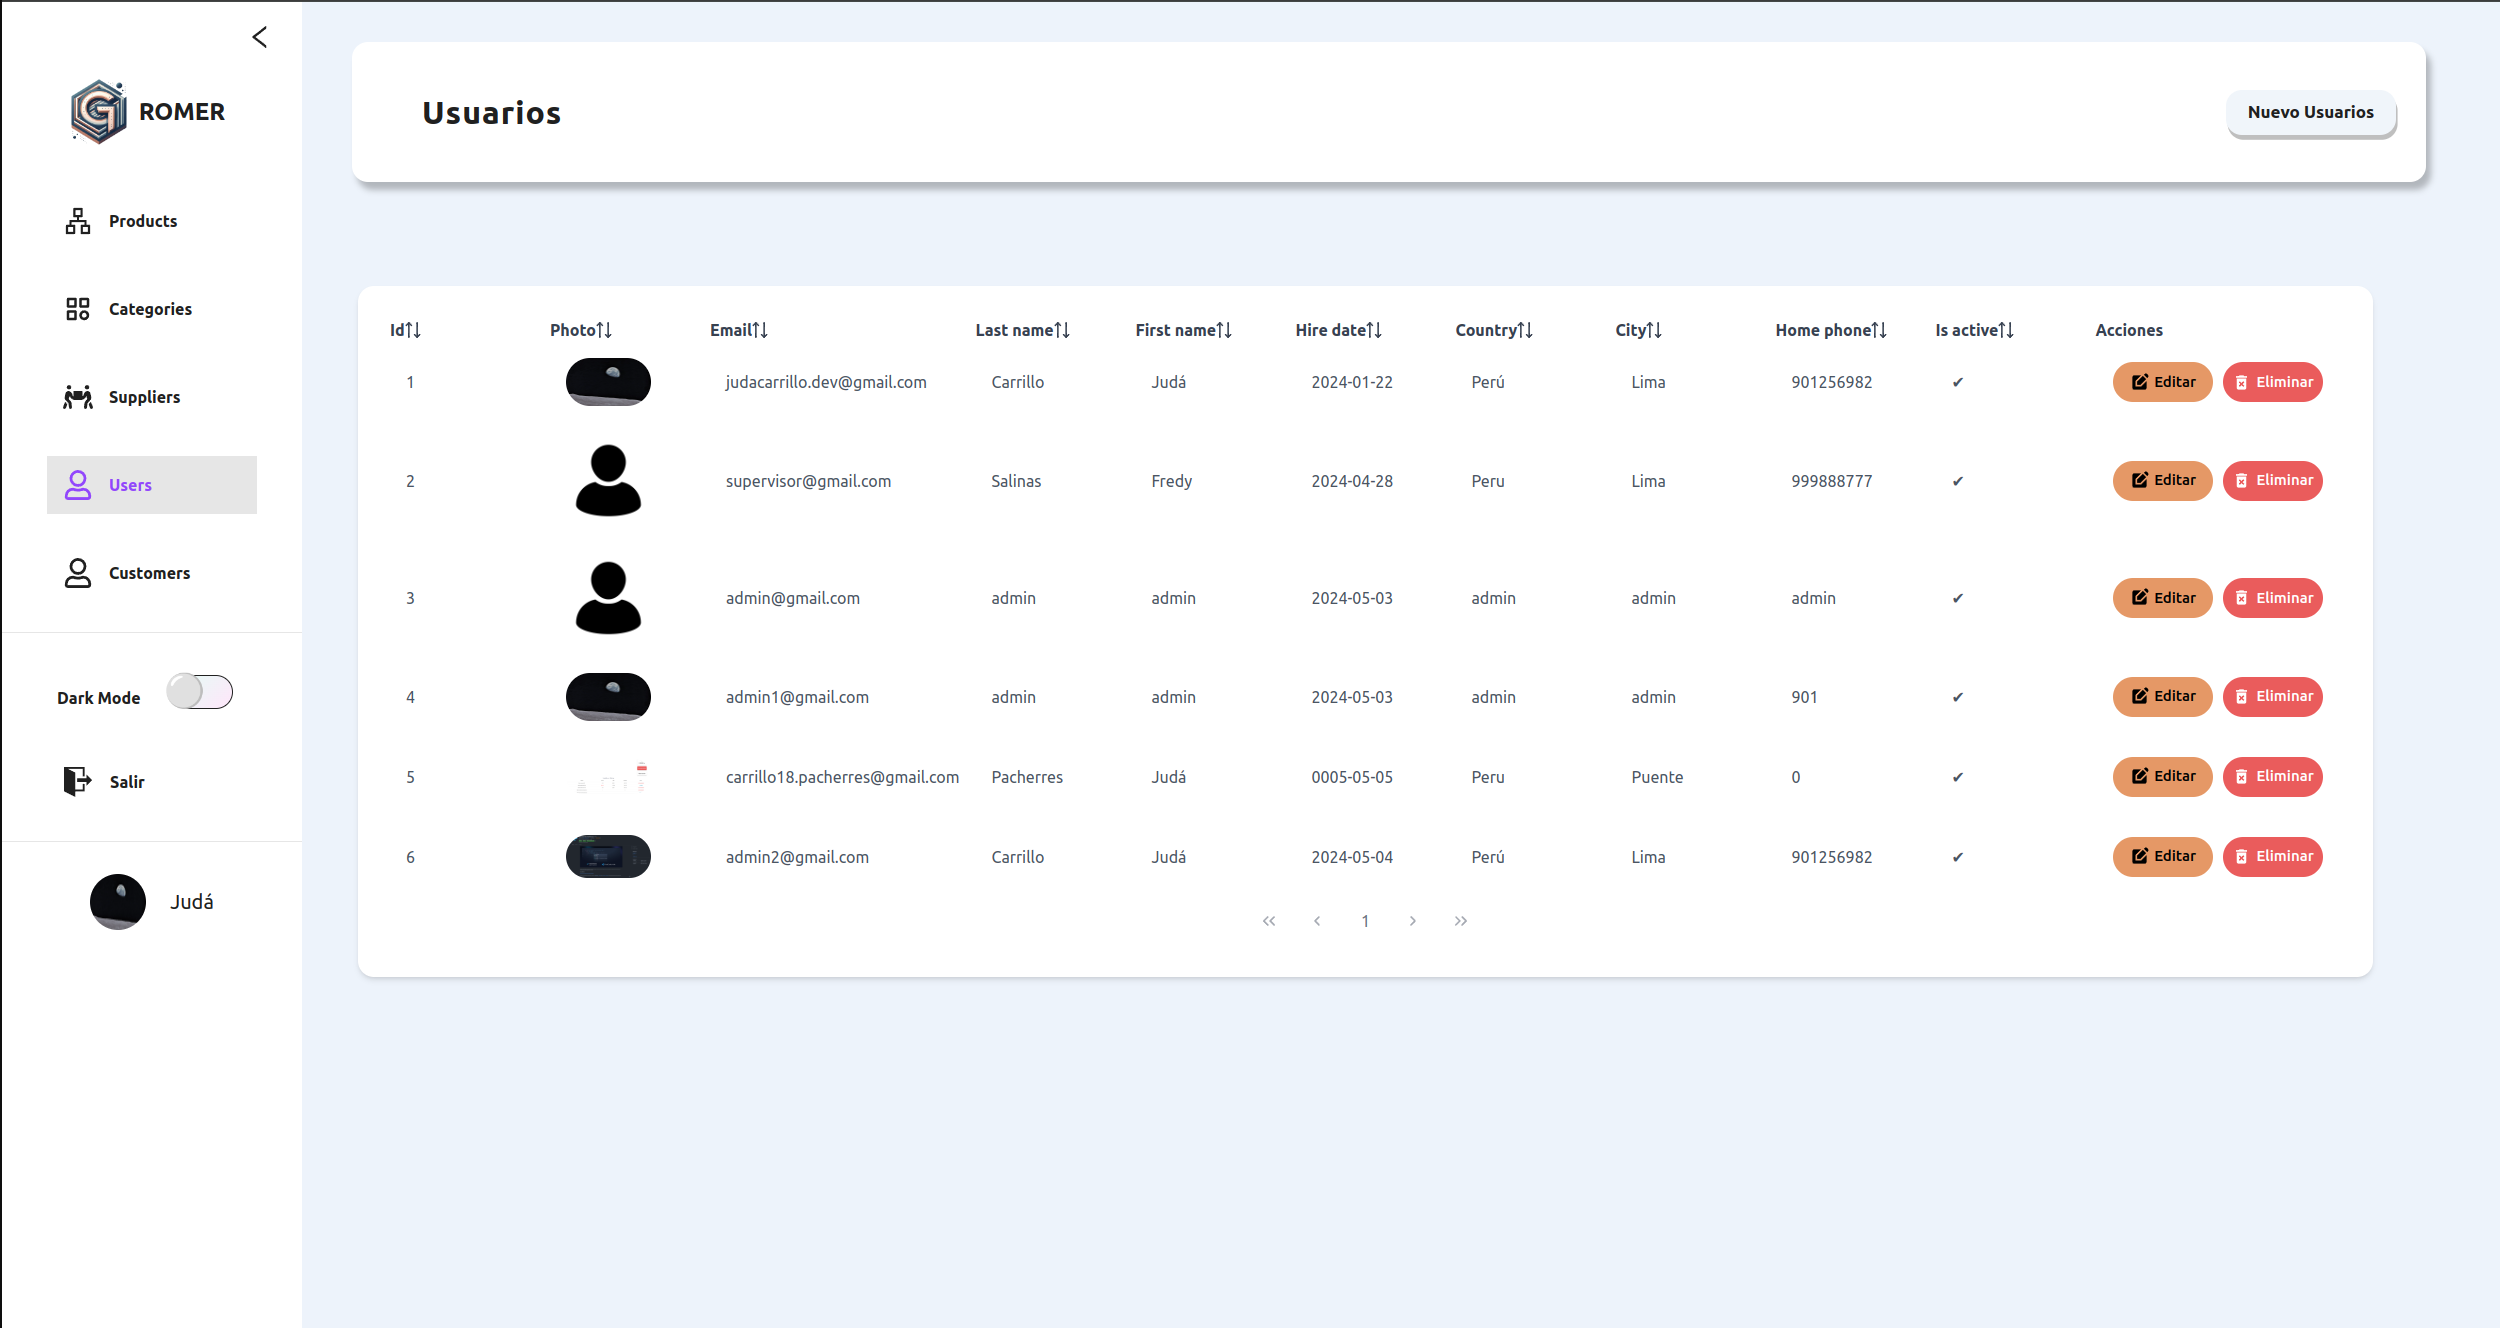 ROMER
Products
Categories
Suppliers
Users
Customers
Dark Mode
Salir
Judá
Usuarios
Nuevo Usuarios
Id Photo Email Last name First name Hire date Country City Home phone Is active Acciones
1 judacarrillo.dev@gmail.com Carrillo Judá 2024-01-22 Perú Lima 901256982 ✔ Editar Eliminar
2 supervisor@gmail.com Salinas Fredy 2024-04-28 Peru Lima 999888777 ✔ Editar Eliminar
3 admin@gmail.com admin admin 2024-05-03 admin admin admin ✔ Editar Eliminar
4 admin1@gmail.com admin admin 2024-05-03 admin admin 901 ✔ Editar Eliminar
5 carrillo18.pacherres@gmail.com Pacherres Judá 0005-05-05 Peru Puente 0 ✔ Editar Eliminar
6 admin2@gmail.com Carrillo Judá 2024-05-04 Perú Lima 901256982 ✔ Editar Eliminar
« ‹ 1 › »